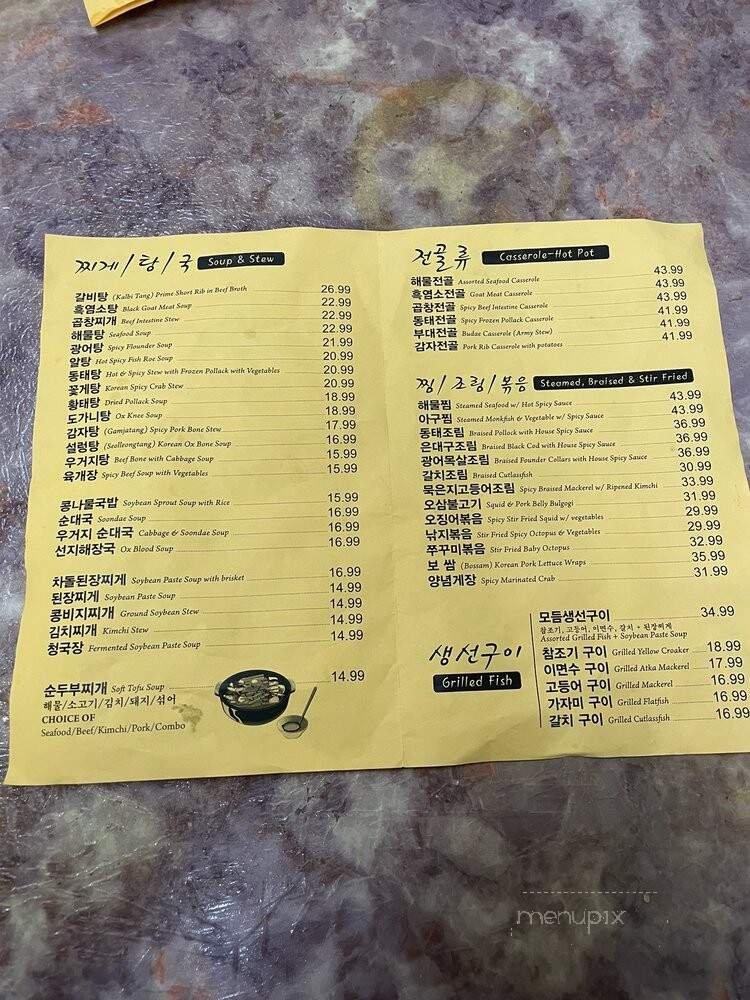 찌게/탕/국 Soup & Stew
갈비탕 (Kalbi Tang) Prime Short Rib in Beef Broth 26.99
흑염소탕 Black Goat Meat Soup 22.99
곱창찌개 Beef Intestine Stew 22.99
해물탕 Seafood Soup 22.99
광어탕 Spicy Flounder Soup 21.99
알탕 Hot Spicy Fish Roe Soup 20.99
동태탕 Hot & Spicy Stew with Frozen Pollack with Vegetables 20.99
꽃게탕 Korean Spicy Crab Stew 20.99
황태탕 Dried Pollack Soup 18.99
도가니탕 Ox Knee Soup 18.99
감자탕 (Gamjatang) Spicy Pork Bone Stew 17.99
설렁탕 (Seolleongtang) Korean Ox Bone Soup 16.99
우거지탕 Beef Bone with Cabbage Soup 15.99
육개장 Spicy Beef Soup with Vegetables 15.99
콩나물국밥 Soybean Sprout Soup with Rice 15.99
순대국 Soondae Soup 16.99
우거지 순대국 Cabbage & Soondae Soup 16.99
선지해장국 Ox Blood Soup 16.99
차돌된장찌게 Soybean Paste Soup with brisket 16.99
된장찌게 Soybean Paste Soup 14.99
콩비지찌개 Ground Soybean Stew 14.99
김치찌개 Kimchi Stew 14.99
청국장 Fermented Soybean Paste Soup 14.99
순두부찌개 Soft Tofu Soup 14.99
해물/소고기/김치/돼지/섞어
CHOICE OF
Seafood/Beef/Kimchi/Pork/Combo
전골류 Casserole-Hot Pot
해물전골 Assorted Seafood Casserole 43.99
흑염소전골 Goat Meat Casserole 43.99
곱창전골 Spicy Beef Intestine Casserole 43.99
동태전골 Spicy Frozen Pollack Casserole 41.99
부대전골 Budae Casserole (Army Stew) 41.99
감자전골 Pork Rib Casserole with potatoes 41.99
찜/조림/볶음 Steamed, Braised & Stir Fried
해물찜 Steamed Seafood w/ Hot Spicy Sauce 43.99
아구찜 Steamed Monkfish & Vegetable w/ Spicy Sauce 43.99
동태조림 Braised Pollock with House Spicy Sauce 36.99
은대구조림 Braised Black Cod with House Spicy Sauce 36.99
광어목살조림 Braised Founder Collars with House Spicy Sauce 36.99
갈치조림 Braised Cutlassfish 30.99
묵은지고등어조림 Spicy Braised Mackerel w/ Ripened Kimchi 33.99
오삼불고기 Squid & Pork Belly Bulgogi 31.99
오징어볶음 Spicy Stir Fried Squid w/ vegetables 29.99
낙지볶음 Stir Fried Spicy Octopus & Vegetables 29.99
쭈꾸미볶음 Stir Fried Baby Octopus 32.99
보 쌈 (Bossam) Korean Pork Lettuce Wraps 35.99
양념게장 Spicy Marinated Crab 31.99
생선구이
Grilled Fish
모듬생선구이 34.99
참조기, 고등어, 이면수, 갈치 + 된장찌게
Assorted Grilled Fish + Soybean Paste Soup
참조기 구이 Grilled Yellow Croaker 18.99
이면수 구이 Grilled Atka Mackerel 17.99
고등어 구이 Grilled Mackerel 16.99
가자미 구이 Grilled Flatfish 16.99
갈치 구이 Grilled Cutlassfish 16.99
menupix